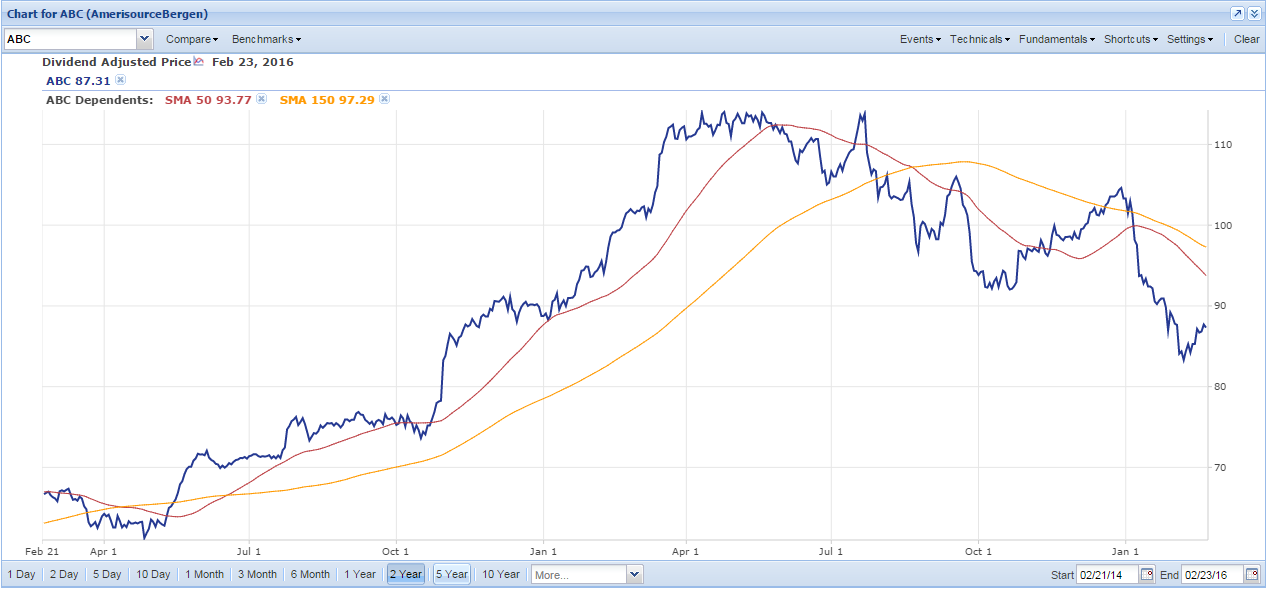 Chart for ABC (AmerisourceBergen)
ABC Compare Benchmarks Events Technicals Fundamentals Shortcuts Settings Clear
Dividend Adjusted Price Feb 23, 2016
ABC 87.31
ABC Dependents: SMA 50 93.77 SMA 150 97.29
110
100
90
80
70
Feb 21 Apr 1 Jul 1 Oct 1 Jan 1 Apr 1 Jul 1 Oct 1 Jan 1
1 Day 2 Day 5 Day 10 Day 1 Month 3 Month 6 Month 1 Year 2 Year 5 Year 10 Year More... Start 02/21/14 End 02/23/16